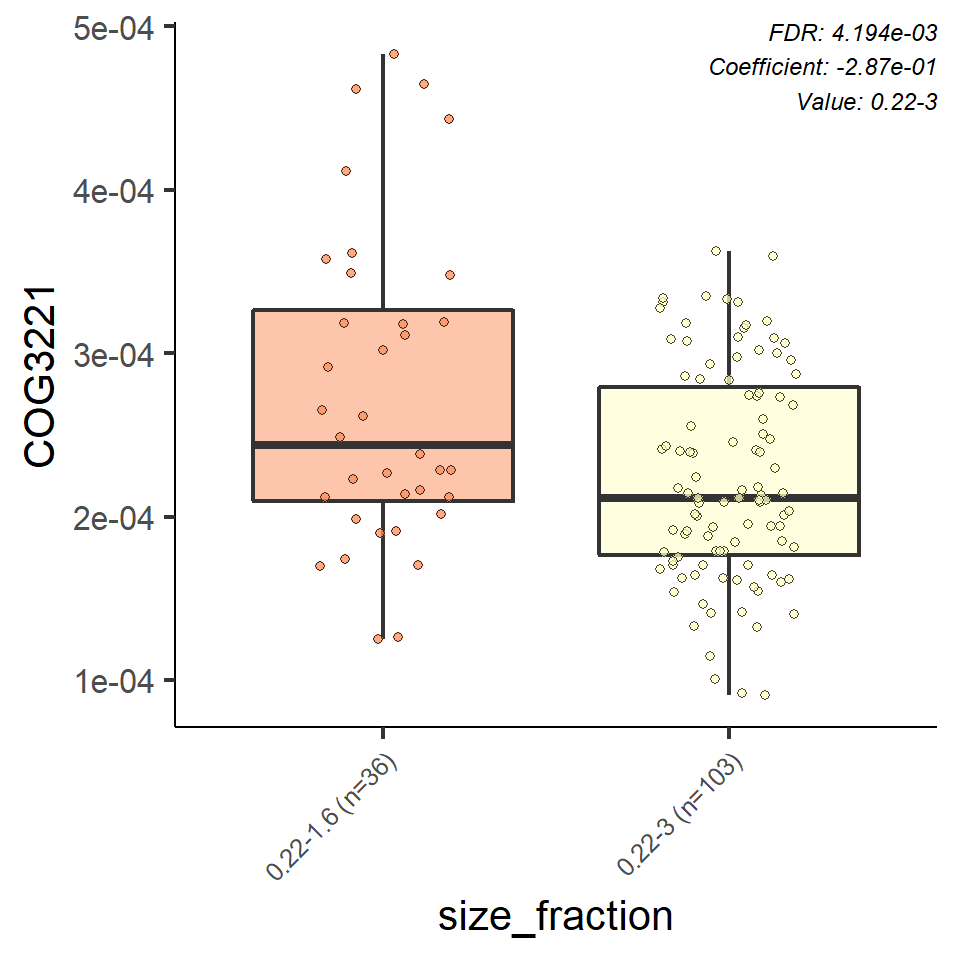 FDR: 4.194e-03
Coefficient: -2.87e-01
Value: 0.22-3
5e-04
4e-04
3e-04
2e-04
1e-04
COG3221
0.22-1.6 (n=36)
0.22-3 (n=103)
size_fraction